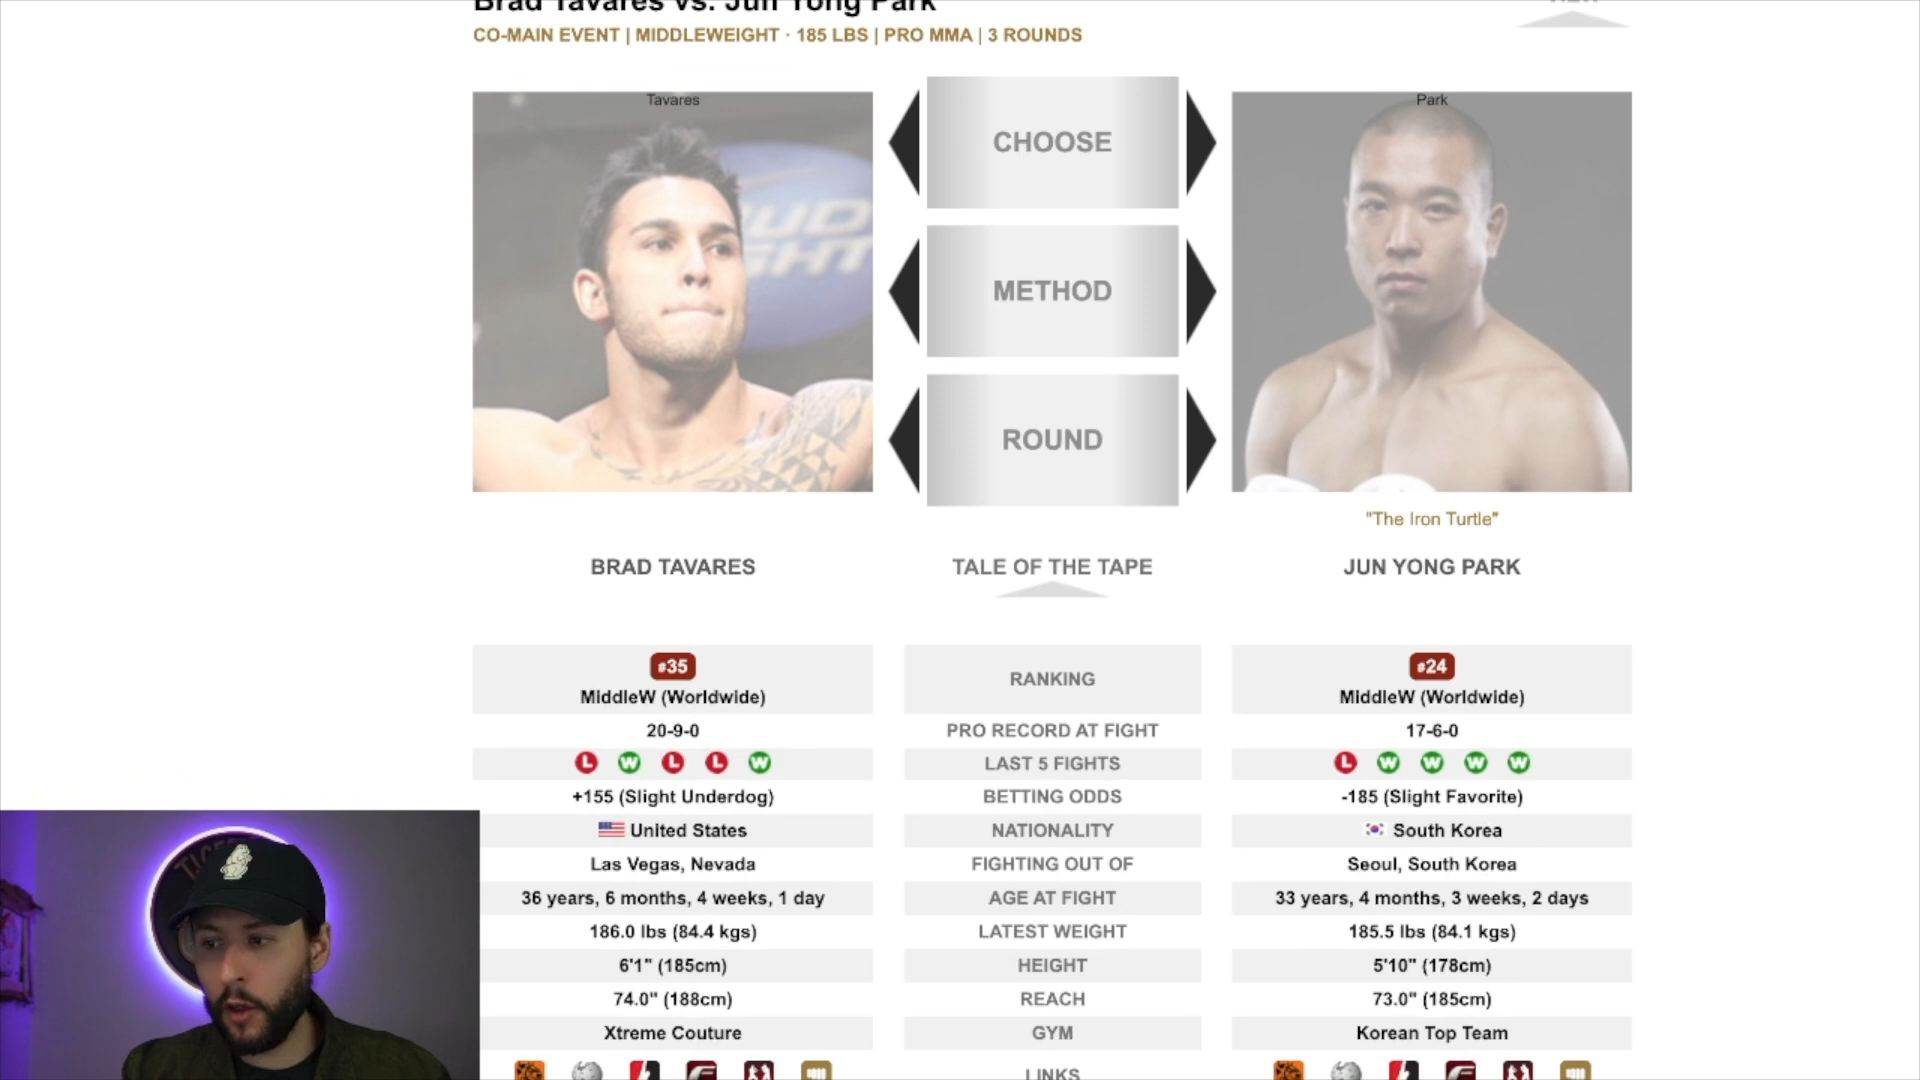 Brad Tavares vs. Jun Yong Park
CO-MAIN EVENT | MIDDLEWEIGHT · 185 LBS | PRO MMA | 3 ROUNDS
Tavares
CHOOSE
Park
METHOD
ROUND
"The Iron Turtle"
BRAD TAVARES
TALE OF THE TAPE
JUN YONG PARK
#35
MiddleW (Worldwide)
RANKING
#24
MiddleW (Worldwide)
20-9-0
PRO RECORD AT FIGHT
17-6-0
L W L L W
LAST 5 FIGHTS
L W W W W
+155 (Slight Underdog)
BETTING ODDS
-185 (Slight Favorite)
United States
NATIONALITY
South Korea
Las Vegas, Nevada
FIGHTING OUT OF
Seoul, South Korea
36 years, 6 months, 4 weeks, 1 day
AGE AT FIGHT
33 years, 4 months, 3 weeks, 2 days
186.0 lbs (84.4 kgs)
LATEST WEIGHT
185.5 lbs (84.1 kgs)
6'1" (185cm)
HEIGHT
5'10" (178cm)
74.0" (188cm)
REACH
73.0" (185cm)
Xtreme Couture
GYM
Korean Top Team
LINKS